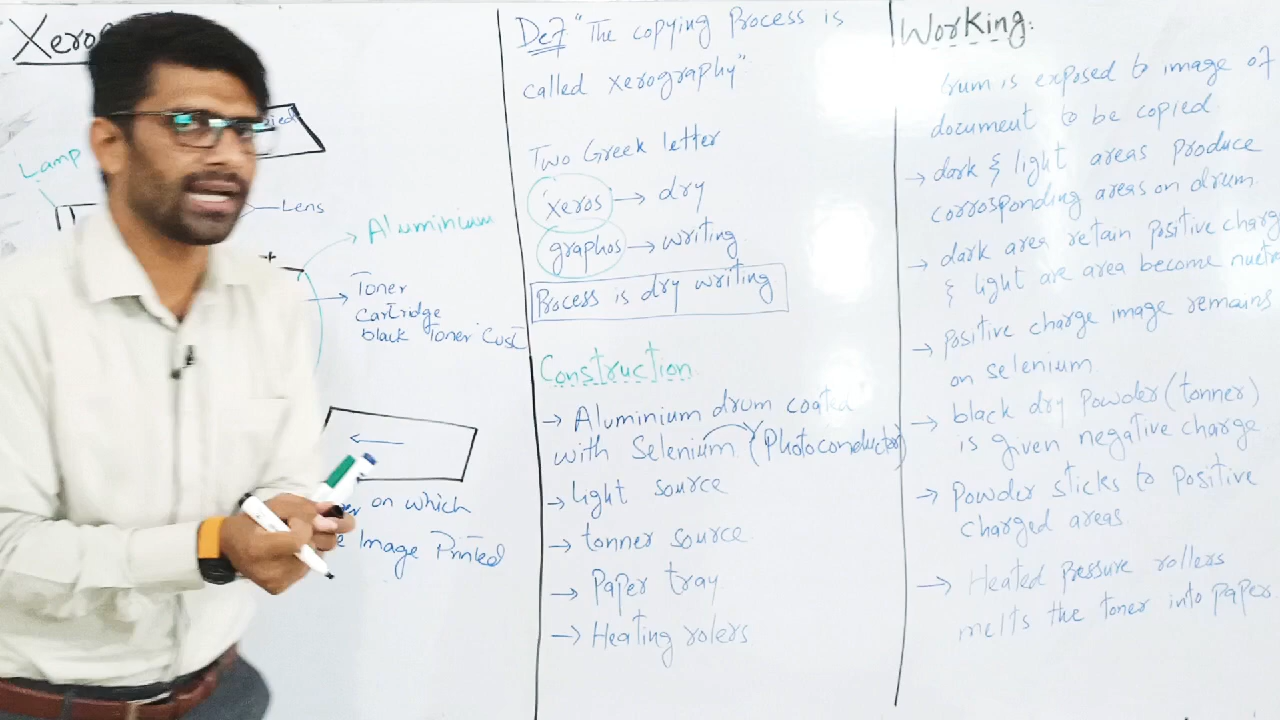 Xero
Lamp
Lens
Aluminium
Toner
cartridge
black Toner Cust
on which
Image Printed
Def "The copying Process is
called xerography"
Two Greek letter
xeros → dry
graphos → writing
Process is dry writing
Construction
→ Aluminium drum coated
with Selenium (Photoconductor)
→ light source
→ tonner source
→ Paper tray
→ Heating rolers
Working:
rum is exposed to image of
document to be copied
→ dark & light areas Produce
corrosponding areas on drum.
→ dark area retain positive charg
& light are area become nuetra
→ positive charge image remains
on selenium
→ black dry Powder (tonner)
is given negative charge
→ Powder sticks to Positive
charged areas.
→ Heated pressure rollers
melts the toner into paper.